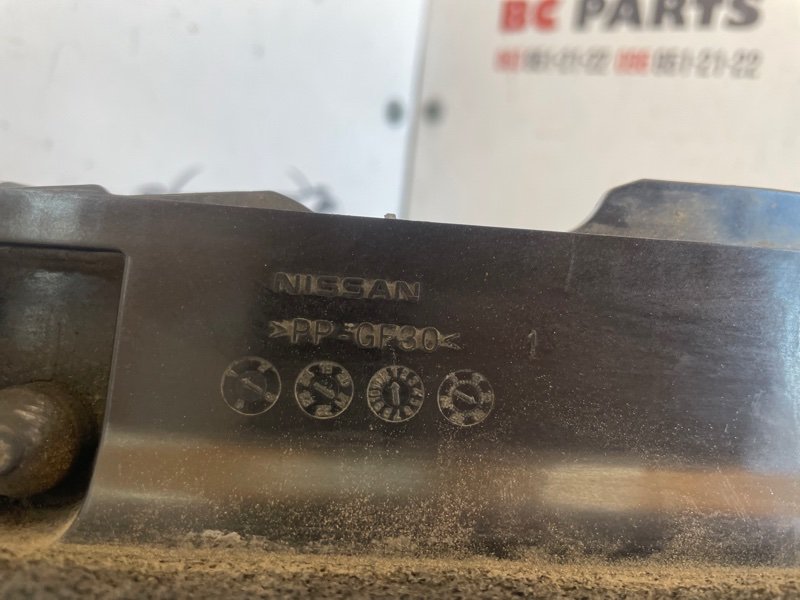 BC PARTS
061-21-22 061-21-22
NISSAN
>PP-GF30<
1